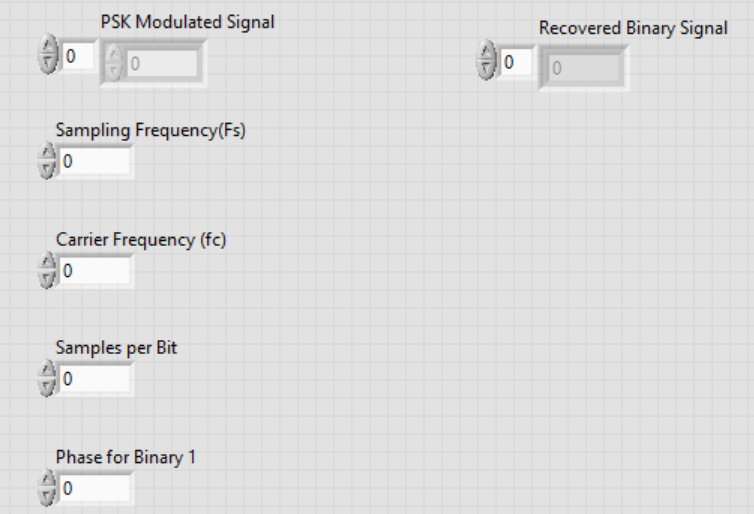 PSK Modulated Signal
0
0
Recovered Binary Signal
0
0
Sampling Frequency(Fs)
0
Carrier Frequency (fc)
0
Samples per Bit
0
Phase for Binary 1
0